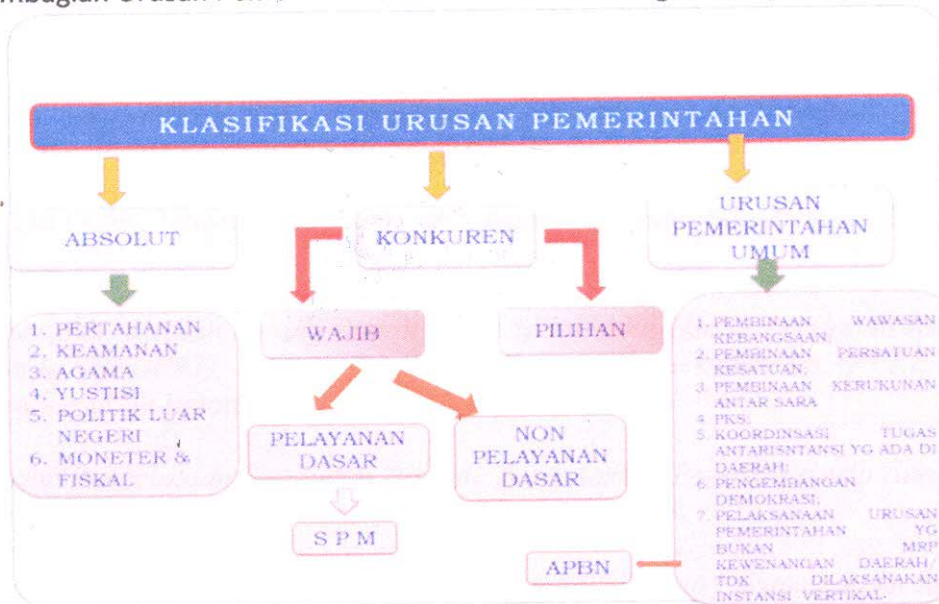 KLASIFIKASI URUSAN PEMERINTAHAN
ABSOLUT
KONKUREN
URUSAN
PEMERINTAHAN
UMUM
1. PERTAHANAN
2. KEAMANAN
3. AGAMA
4. YUSTISI
5. POLITIK LUAR
NEGERI
6. MONETER &
FISKAL
WAJIB
PILIHAN
PELAYANAN
DASAR
NON
PELAYANAN
DASAR
S P M
APBN
1. PEMBINAAN WAWASAN
KEBANGSAAN;
2. PEMBINAAN PERSATUAN
KESATUAN;
3. PEMBINAAN KERUKUNAN
ANTAR SARA
4. PKS;
5. KOORDINSASI TUGAS
ANTARISNTANSI YG ADA DI
DAERAH;
6. PENGEMBANGAN
DEMOKRASI;
7. PELAKSANAAN URUSAN
PEMERINTAHAN YG
BUKAN MRP
KEWENANGAN DAERAH/
TDK DILAKSANAKAN
INSTANSI VERTIKAL.